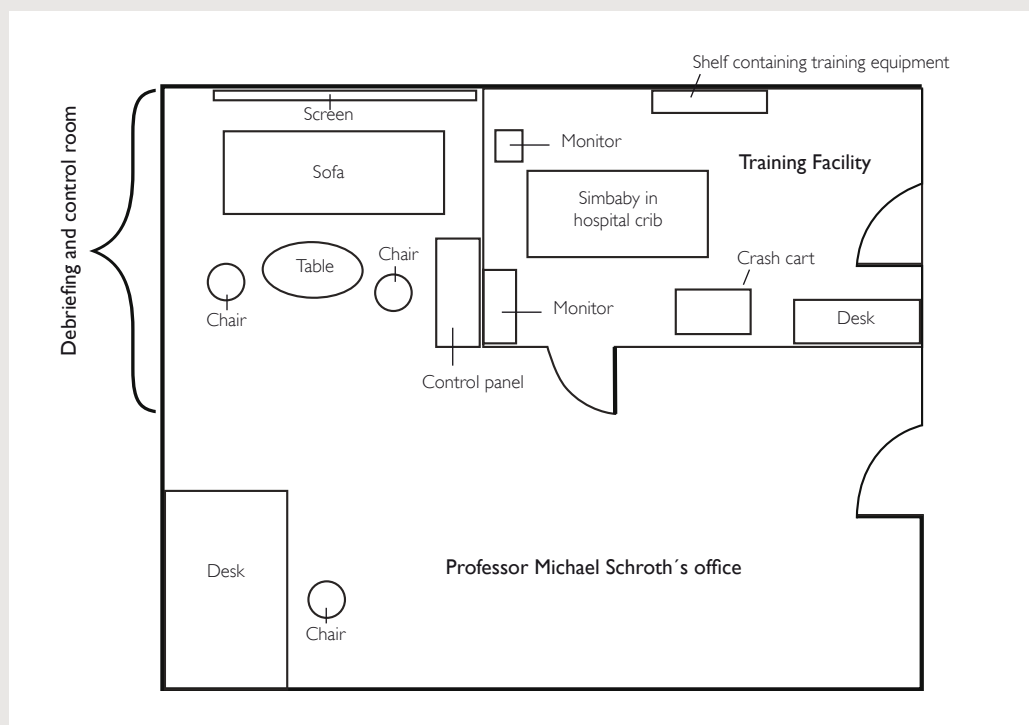 Shelf containing training equipment
Debriefing and control room
Screen
Monitor
Training Facility
Sofa
Simbaby in
hospital crib
Chair
Table
Crash cart
Chair
Monitor
Desk
Control panel
Desk
Professor Michael Schroth´s office
Chair